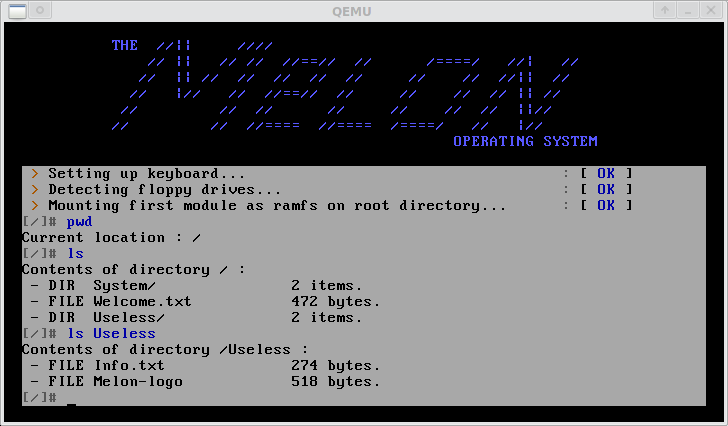 QEMU
THE
MELON
OPERATING SYSTEM
> Setting up keyboard... : [ OK ]
> Detecting floppy drives... : [ OK ]
> Mounting first module as ramfs on root directory... : [ OK ]
[/]# pwd
Current location : /
[/]# ls
Contents of directory / :
- DIR System/ 2 items.
- FILE Welcome.txt 472 bytes.
- DIR Useless/ 2 items.
[/]# ls Useless
Contents of directory /Useless :
- FILE Info.txt 274 bytes.
- FILE Melon-logo 518 bytes.
[/]# _